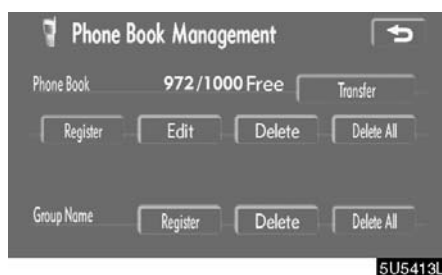 Phone Book Management
Phone Book 972/1000 Free Transfer
Register Edit Delete Delete All
Group Name Register Delete Delete All
5U5413L